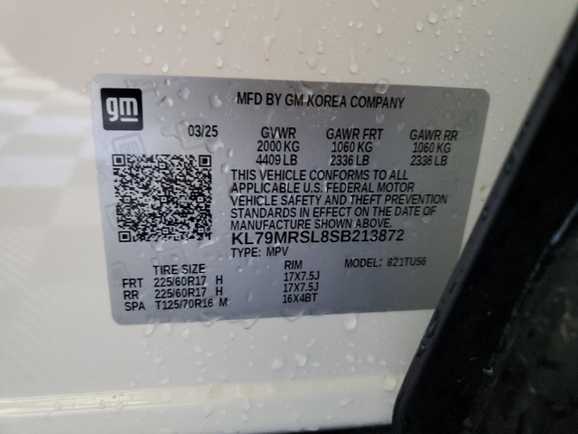 gm
MFD BY GM KOREA COMPANY
03/25 GVWR GAWR FRT GAWR RR
2000 KG 1060 KG 1060 KG
4409 LB 2336 LB 2336 LB
THIS VEHICLE CONFORMS TO ALL
APPLICABLE U.S. FEDERAL MOTOR
VEHICLE SAFETY AND THEFT PREVENTION
STANDARDS IN EFFECT ON THE DATE OF
MANUFACTURE SHOWN ABOVE.
KL79MRSL8SB213872
TYPE: MPV MODEL: 821TU56
TIRE SIZE RIM
FRT 225/60R17 H 17X7.5J
RR 225/60R17 H 17X7.5J
SPA T125/70R16 M 16X4BT